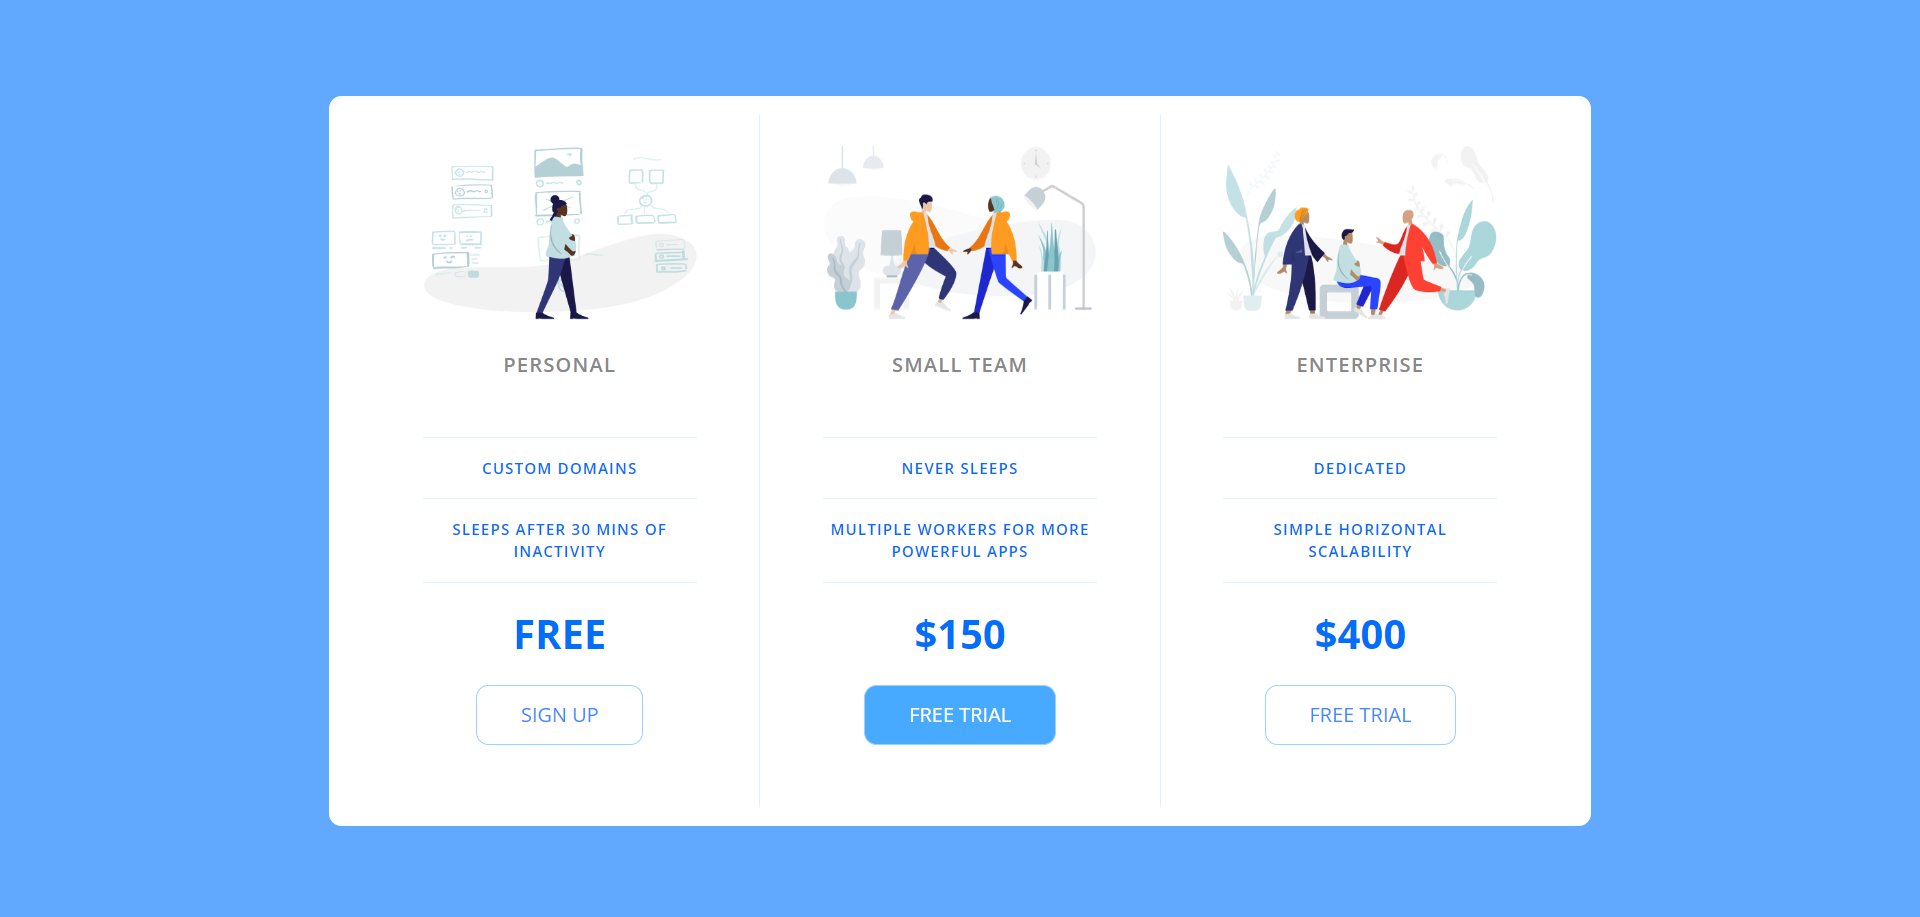 PERSONAL
CUSTOM DOMAINS
SLEEPS AFTER 30 MINS OF
INACTIVITY
FREE
SIGN UP
SMALL TEAM
NEVER SLEEPS
MULTIPLE WORKERS FOR MORE
POWERFUL APPS
$150
FREE TRIAL
ENTERPRISE
DEDICATED
SIMPLE HORIZONTAL
SCALABILITY
$400
FREE TRIAL